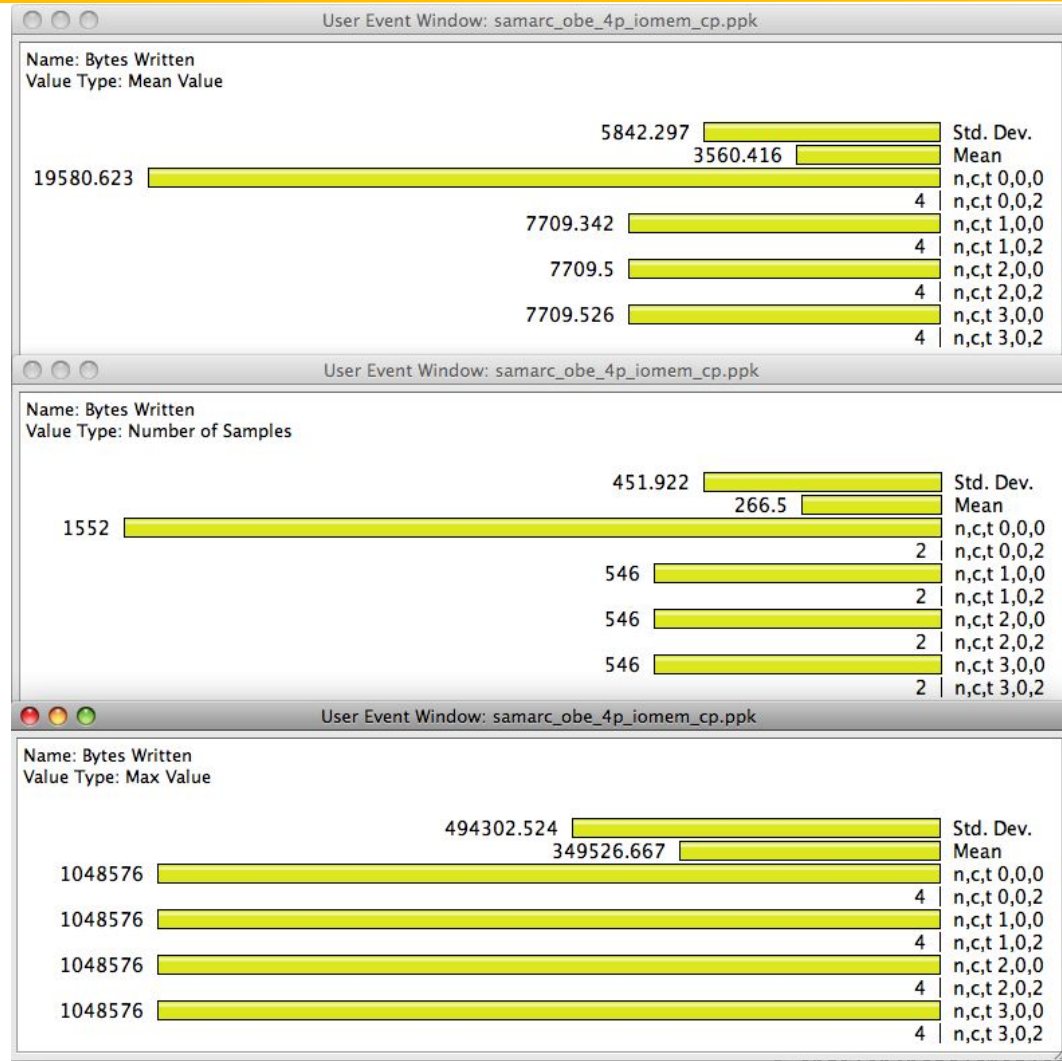 User Event Window: samarc_obe_4p_iomem_cp.ppk
Name: Bytes Written
Value Type: Mean Value
5842.297 Std. Dev.
3560.416 Mean
19580.623 n,c,t 0,0,0
4 n,c,t 0,0,2
7709.342 n,c,t 1,0,0
4 n,c,t 1,0,2
7709.5 n,c,t 2,0,0
4 n,c,t 2,0,2
7709.526 n,c,t 3,0,0
4 n,c,t 3,0,2
User Event Window: samarc_obe_4p_iomem_cp.ppk
Name: Bytes Written
Value Type: Number of Samples
451.922 Std. Dev.
266.5 Mean
1552 n,c,t 0,0,0
2 n,c,t 0,0,2
546 n,c,t 1,0,0
2 n,c,t 1,0,2
546 n,c,t 2,0,0
2 n,c,t 2,0,2
546 n,c,t 3,0,0
2 n,c,t 3,0,2
User Event Window: samarc_obe_4p_iomem_cp.ppk
Name: Bytes Written
Value Type: Max Value
494302.524 Std. Dev.
349526.667 Mean
1048576 n,c,t 0,0,0
4 n,c,t 0,0,2
1048576 n,c,t 1,0,0
4 n,c,t 1,0,2
1048576 n,c,t 2,0,0
4 n,c,t 2,0,2
1048576 n,c,t 3,0,0
4 n,c,t 3,0,2